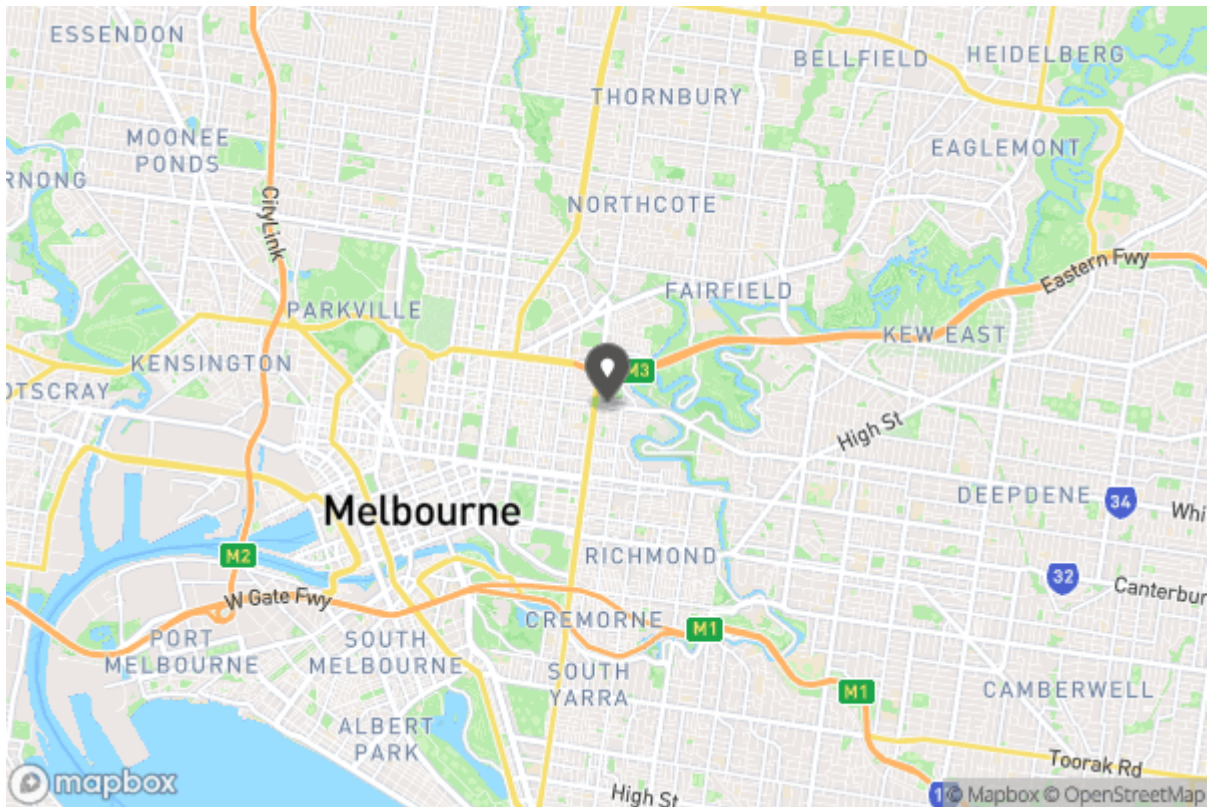 ESSENDON
HEIDELBERG
BELLFIELD
THORNBURY
MOONEE
PONDS
EAGLEMONT
RNONG
NORTHCOTE
CityLink
Eastern Fwy
FAIRFIELD
PARKVILLE
KEW EAST
KENSINGTON
M3
OTSCRAY
High St
DEEPDENE
34
Whi
Melbourne
M2
RICHMOND
32
Canterbur
W Gate Fwy
CREMORNE
M1
PORT
MELBOURNE
SOUTH
MELBOURNE
SOUTH
YARRA
M1
CAMBERWELL
ALBERT
PARK
Toorak Rd
mapbox
High St
© Mapbox © OpenStreetMap